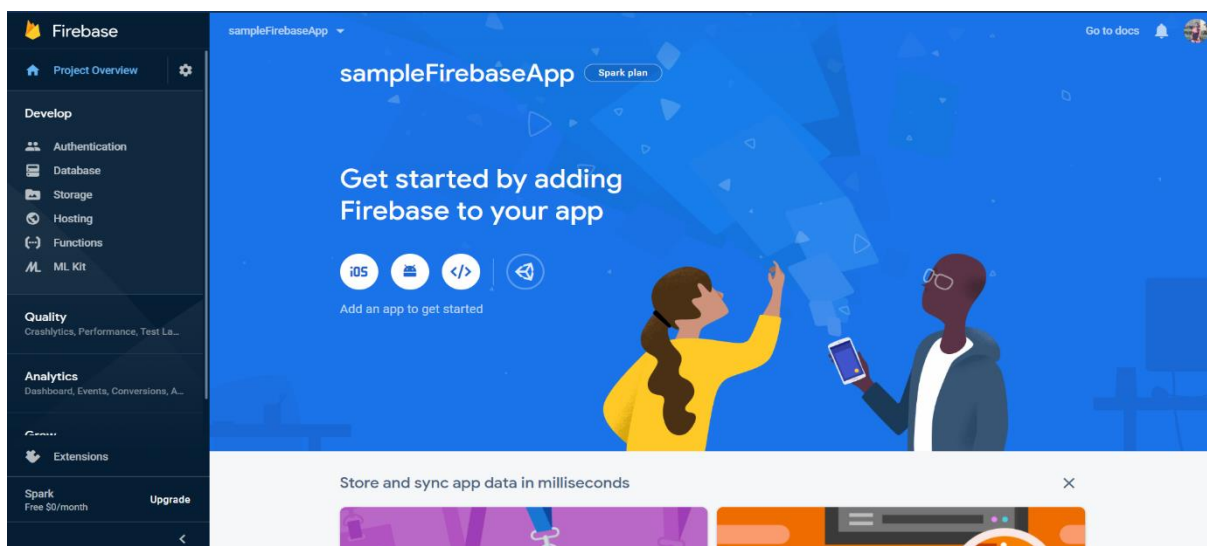 Firebase
Project Overview
Develop
Authentication
Database
Storage
Hosting
Functions
ML Kit
Quality
Crashlytics, Performance, Test La...
Analytics
Dashboard, Events, Conversions, A...
Grow
Extensions
Spark
Free $0/month
Upgrade
sampleFirebaseApp
Go to docs
sampleFirebaseApp Spark plan
Get started by adding
Firebase to your app
iOS
Add an app to get started
Store and sync app data in milliseconds